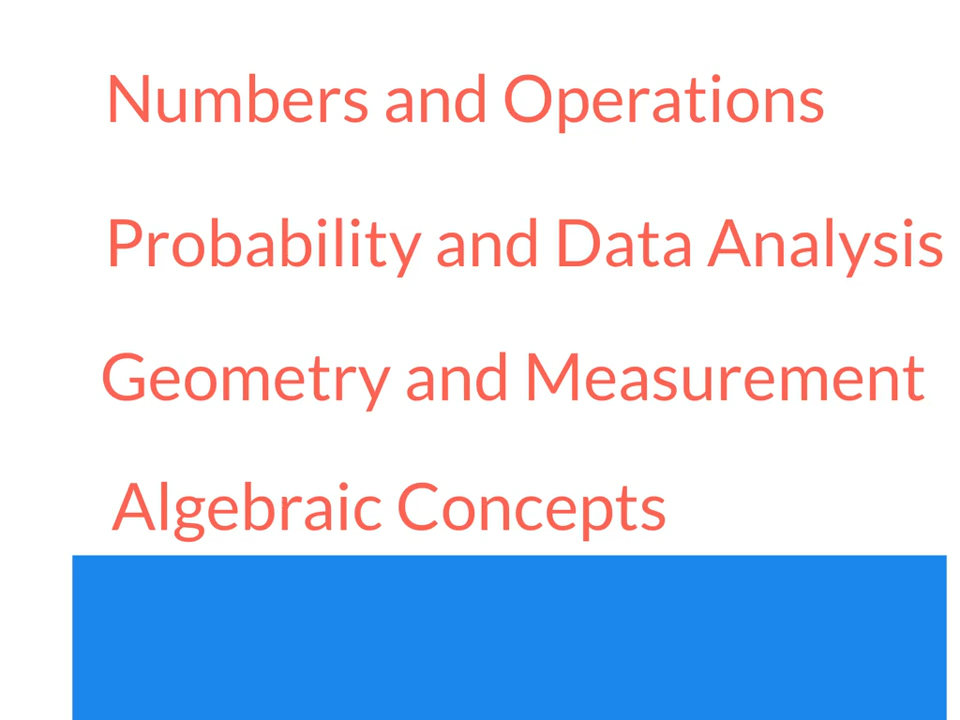 Numbers and Operations
Probability and Data Analysis
Geometry and Measurement
Algebraic Concepts